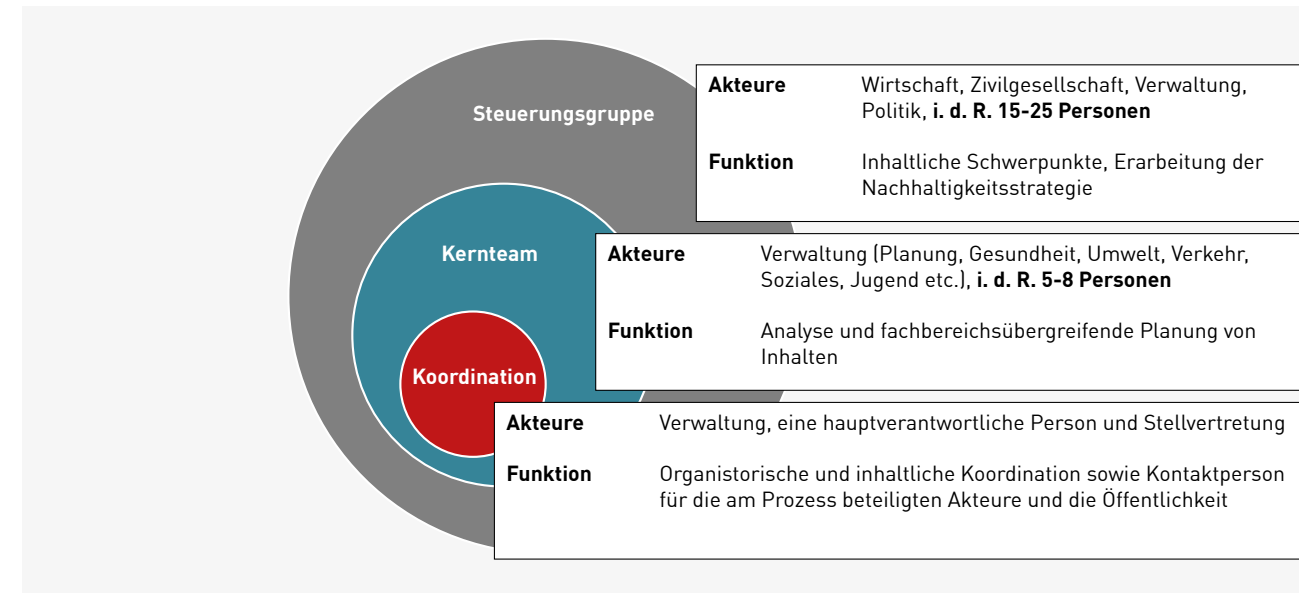 Steuerungsgruppe
Akteure Wirtschaft, Zivilgesellschaft, Verwaltung,
Politik, i. d. R. 15-25 Personen
Funktion Inhaltliche Schwerpunkte, Erarbeitung der
Nachhaltigkeitsstrategie
Kernteam
Akteure Verwaltung (Planung, Gesundheit, Umwelt, Verkehr,
Soziales, Jugend etc.), i. d. R. 5-8 Personen
Funktion Analyse und fachbereichsübergreifende Planung von
Inhalten
Koordination
Akteure Verwaltung, eine hauptverantwortliche Person und Stellvertretung
Funktion Organistorische und inhaltliche Koordination sowie Kontaktperson
für die am Prozess beteiligten Akteure und die Öffentlichkeit